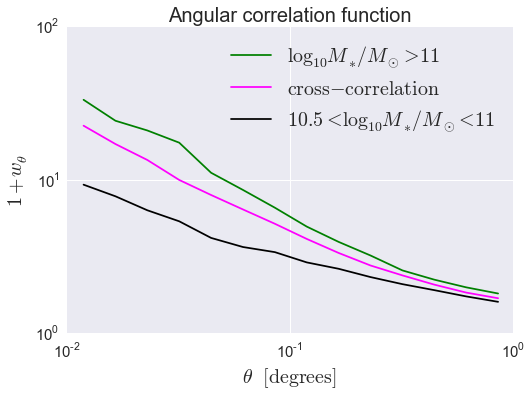 Angular correlation function
10²
log₁₀M*/M☉ >11
cross−correlation
10.5<log₁₀M*/M☉<11
1+w_θ
10¹
10⁰
10⁻² 10⁻¹ 10⁰
θ [degrees]